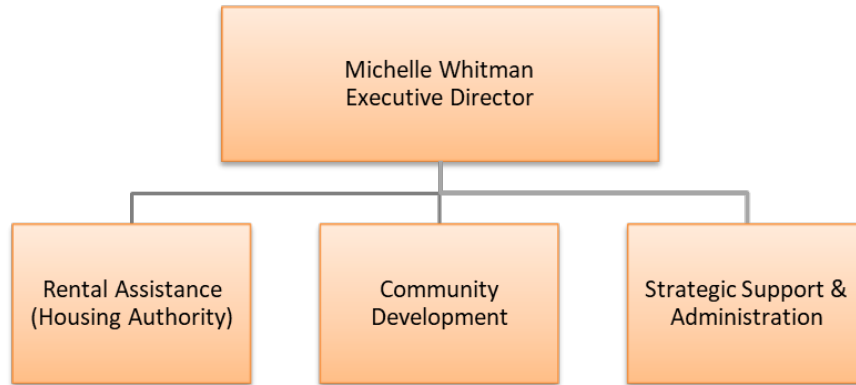 Michelle Whitman
Executive Director
Rental Assistance
(Housing Authority)
Community
Development
Strategic Support &
Administration